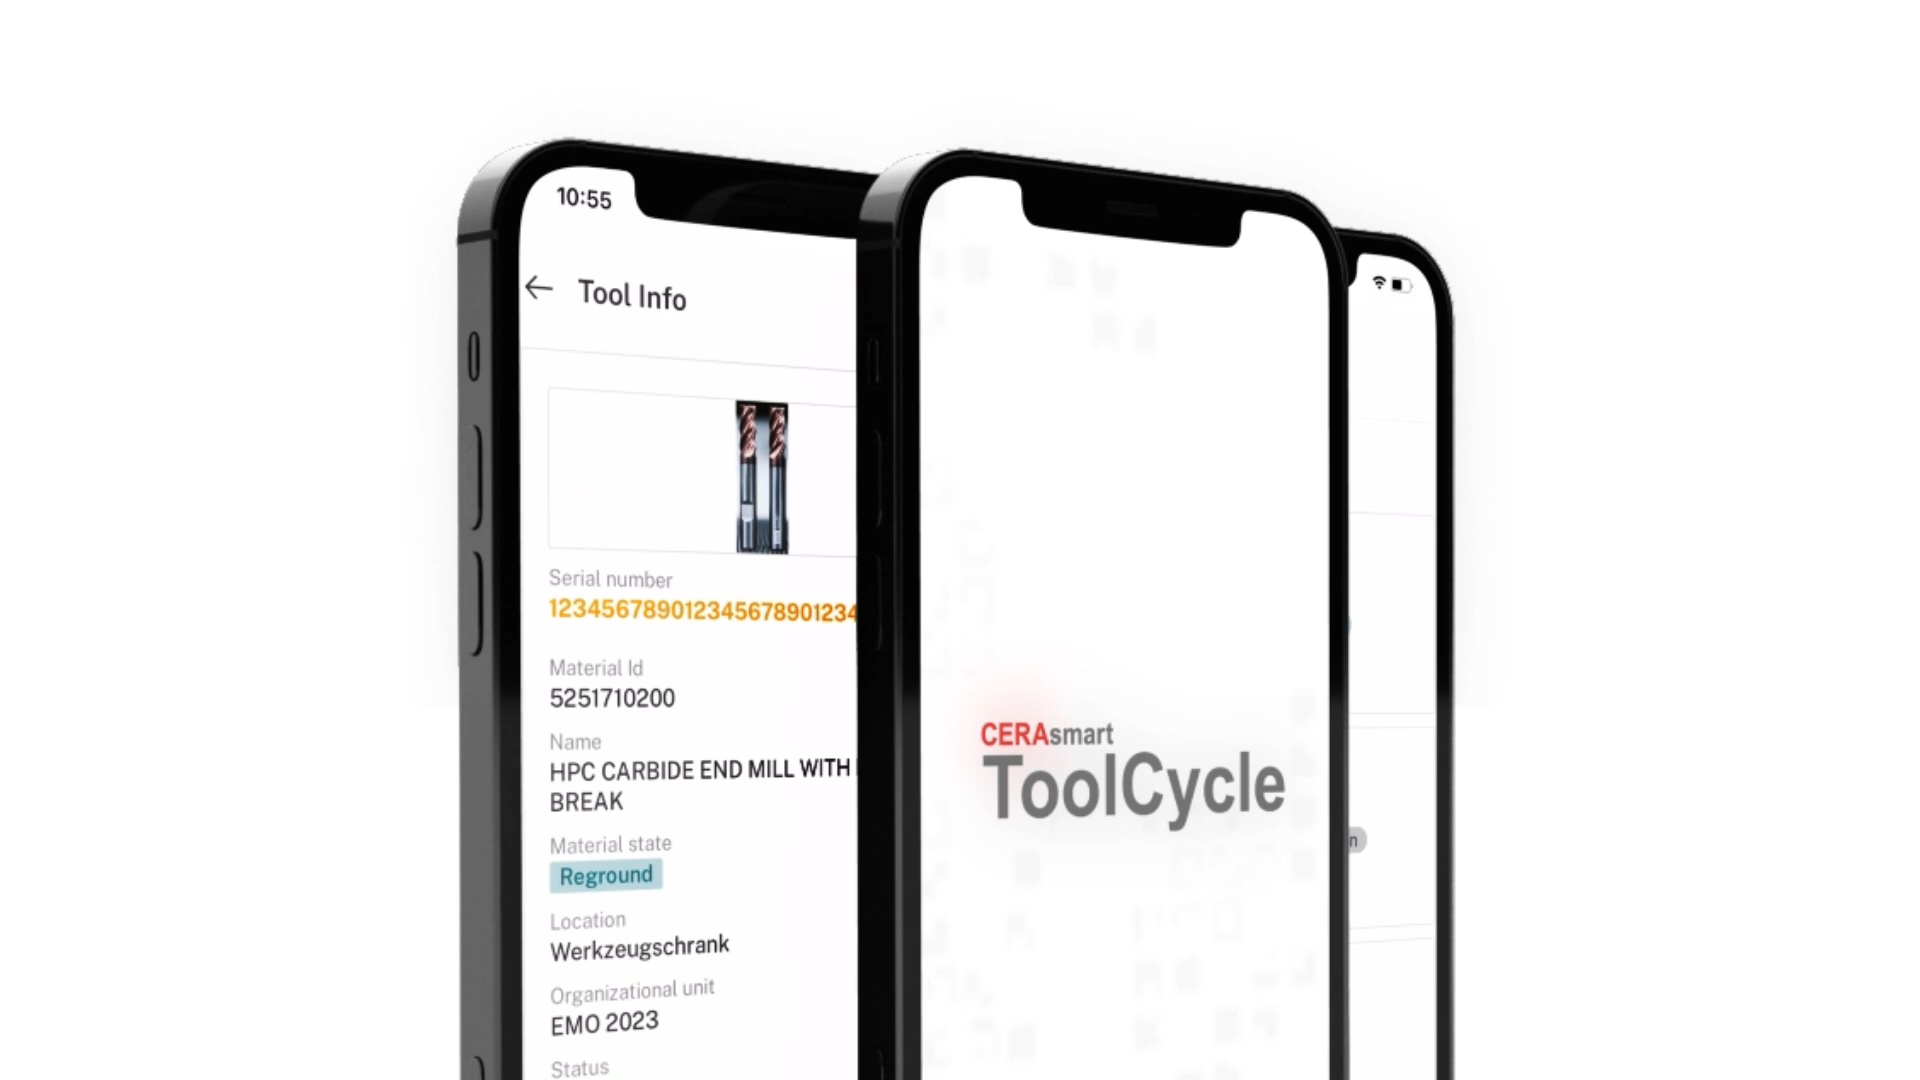 10:55
Tool Info
Serial number
123456789012345678901234
Material Id
5251710200
Name
HPC CARBIDE END MILL WITH
BREAK
Material state
Reground
Location
Werkzeugschrank
Organizational unit
EMO 2023
Status
CERAsmart
ToolCycle
n